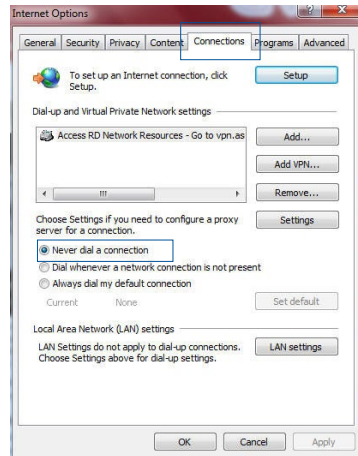 Internet Options
General Security Privacy Content Connections Programs Advanced
To set up an Internet connection, click
Setup.
Setup
Dial-up and Virtual Private Network settings
Access RD Network Resources - Go to vpn.as
Add...
Add VPN...
Remove...
Choose Settings if you need to configure a proxy
server for a connection.
Settings
Never dial a connection
Dial whenever a network connection is not present
Always dial my default connection
Current None
Set default
Local Area Network (LAN) settings
LAN Settings do not apply to dial-up connections.
Choose Settings above for dial-up settings.
LAN settings
OK Cancel Apply